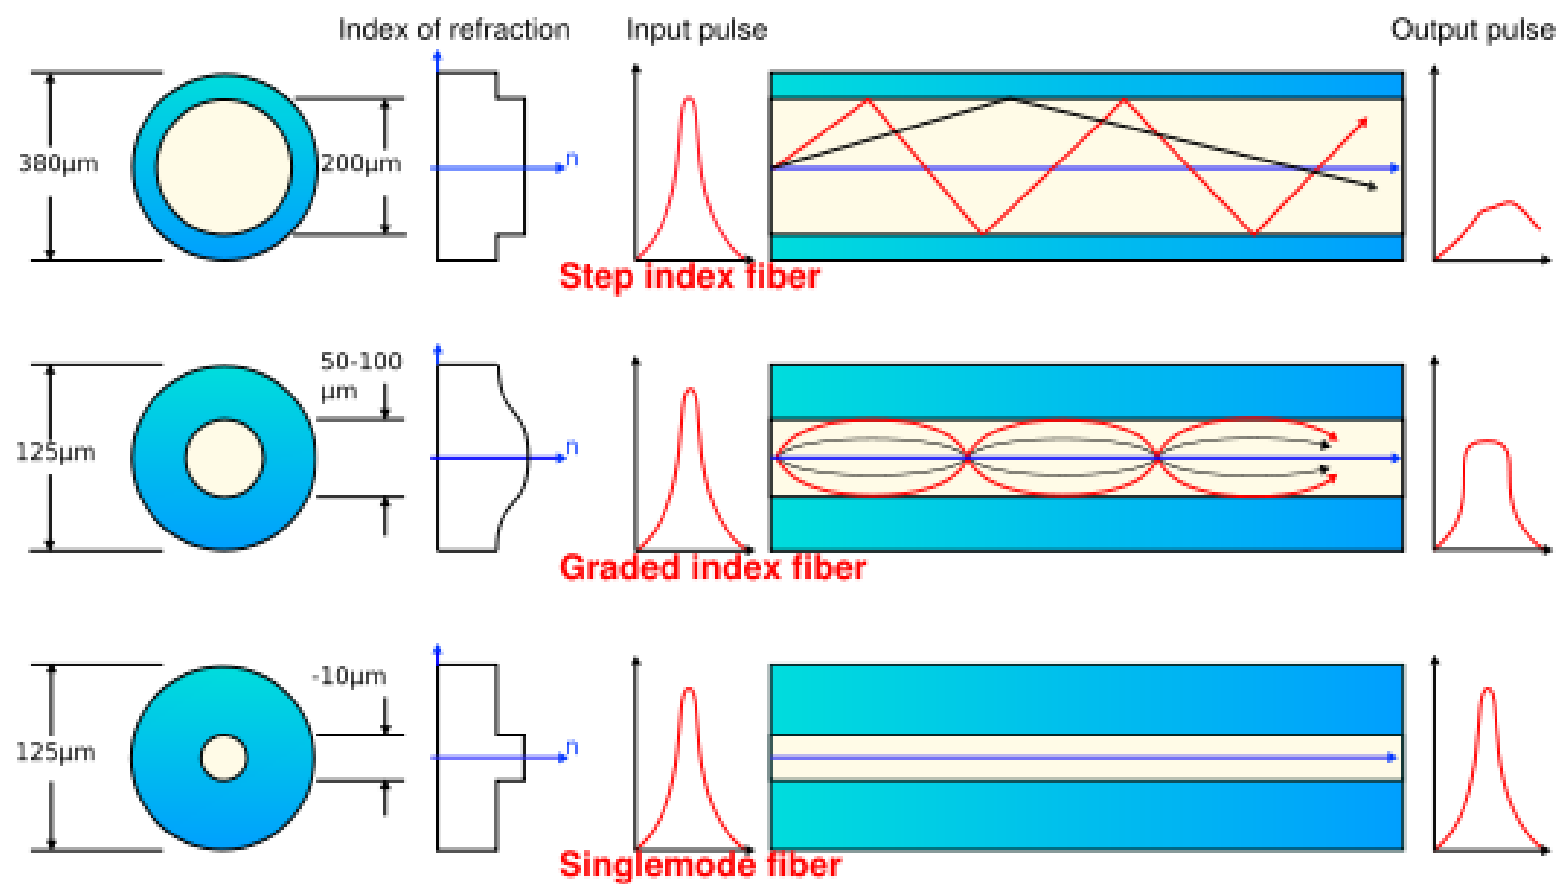 Index of refraction
Input pulse
Output pulse
380µm
200µm
n
Step index fiber
50-100
µm
125µm
n
Graded index fiber
-10µm
125µm
n
Singlemode fiber